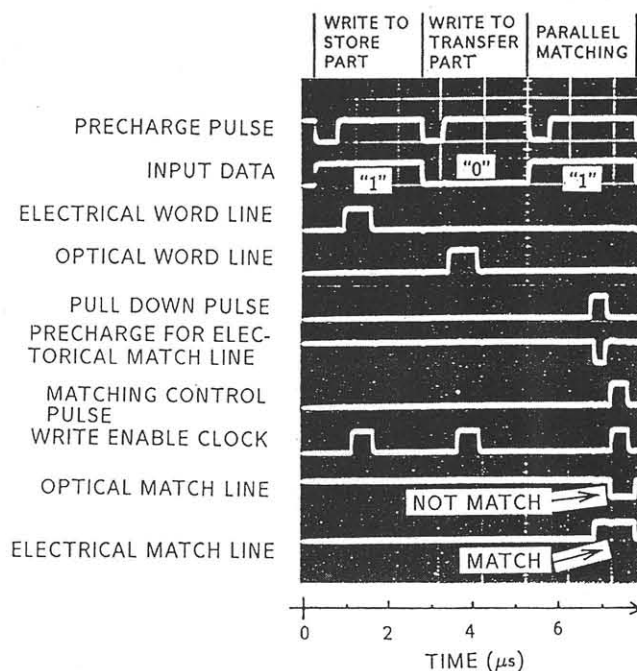 WRITE TO
STORE
PART
WRITE TO
TRANSFER
PART
PARALLEL
MATCHING
PRECHARGE PULSE
INPUT DATA
"1"
"0"
"1"
ELECTRICAL WORD LINE
OPTICAL WORD LINE
PULL DOWN PULSE
PRECHARGE FOR ELEC-
TORICAL MATCH LINE
MATCHING CONTROL
PULSE
WRITE ENABLE CLOCK
OPTICAL MATCH LINE
NOT MATCH
ELECTRICAL MATCH LINE
MATCH
0 2 4 6
TIME (μs)